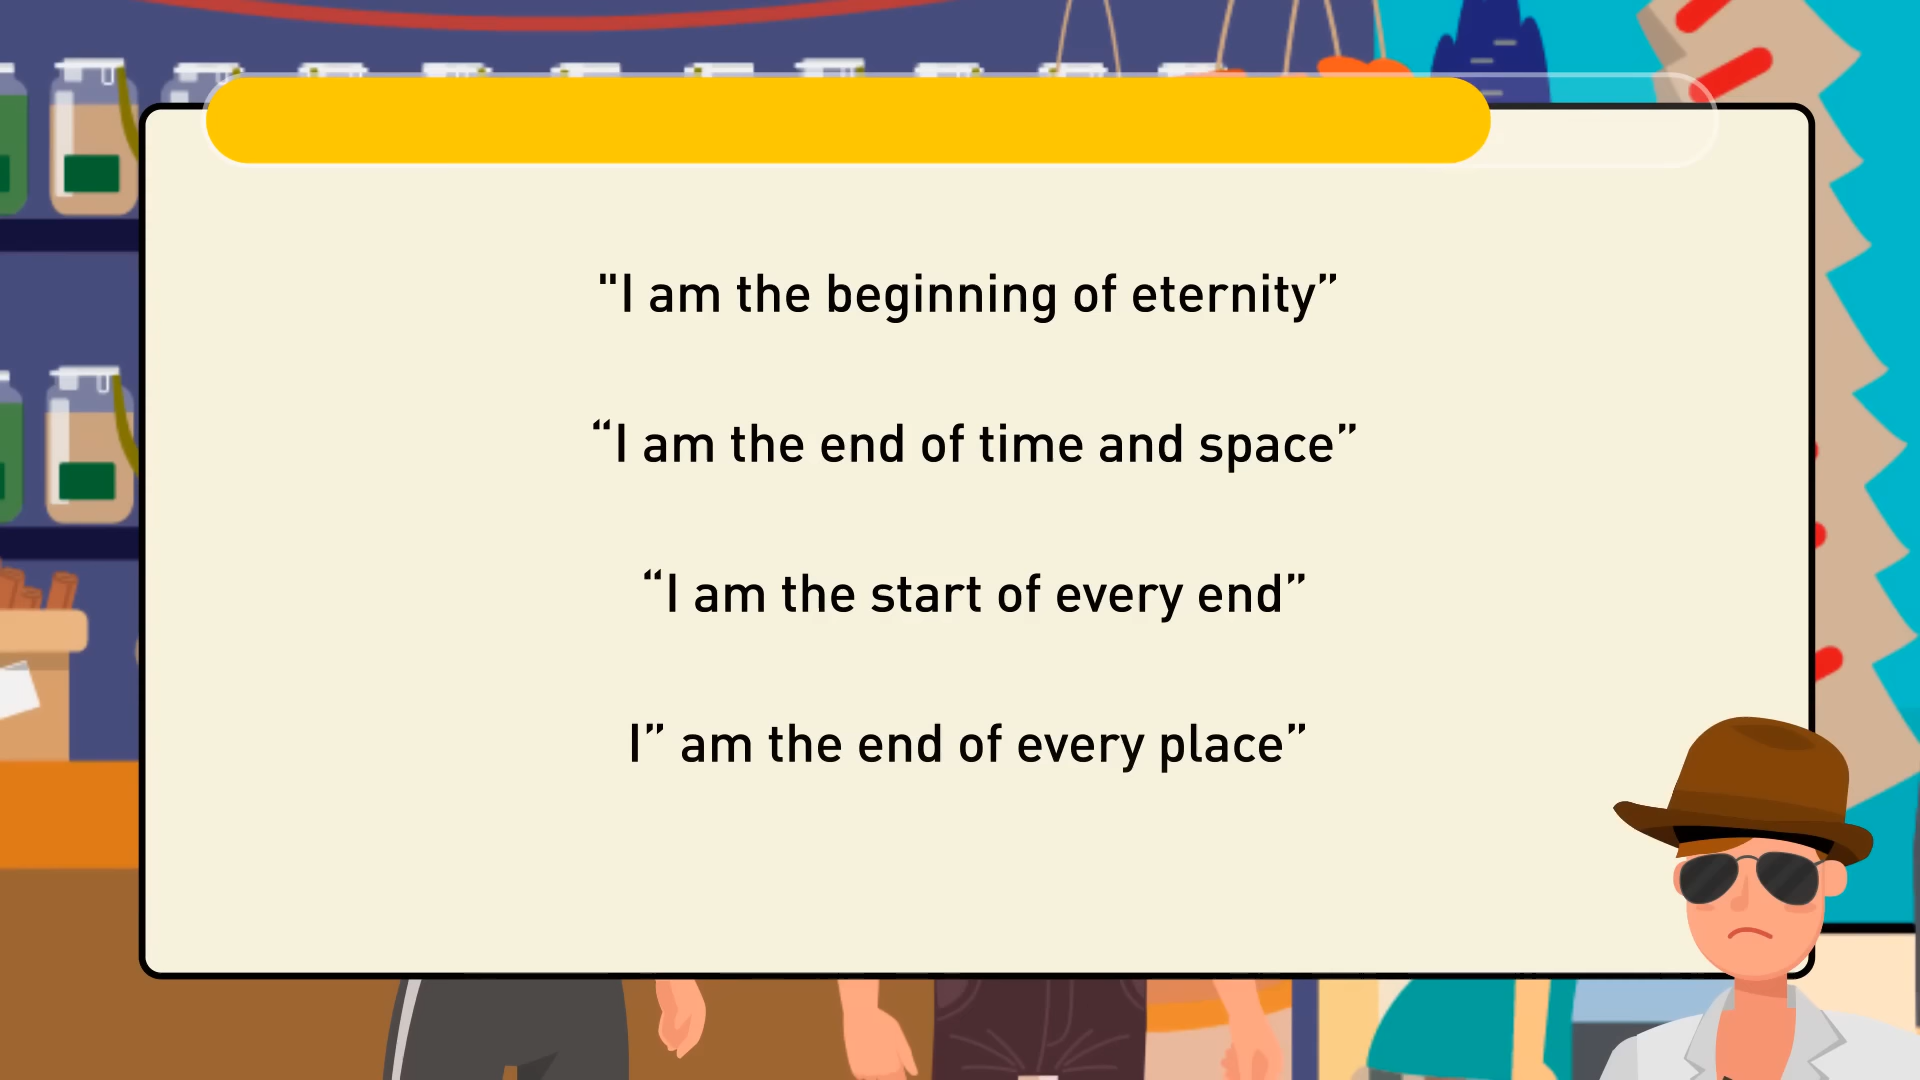 "I am the beginning of eternity”
“I am the end of time and space”
“I am the start of every end”
I” am the end of every place”